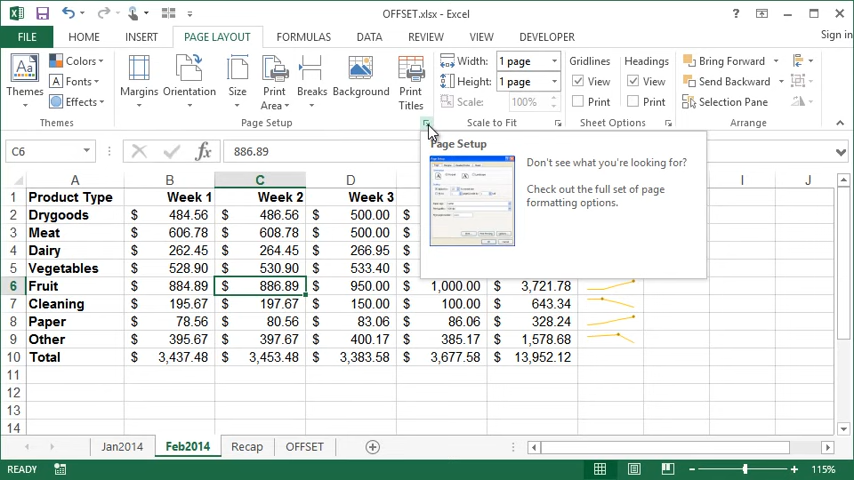 OFFSET.xlsx - Excel
FILE HOME INSERT PAGE LAYOUT FORMULAS DATA REVIEW VIEW DEVELOPER Sign in
Colors
Fonts
Effects
Themes Margins Orientation Size Print Area Breaks Background Print Titles
Width: 1 page
Height: 1 page
Scale: 100%
Gridlines Headings
View View
Print Print
Bring Forward
Send Backward
Selection Pane
Themes Page Setup Scale to Fit Sheet Options Arrange
C6 886.89
Page Setup
Don't see what you're looking for?
Check out the full set of page
formatting options.
A B C D I J
1 Product Type Week 1 Week 2 Week 3
2 Drygoods $ 484.56 $ 486.56 $ 500.00
3 Meat $ 606.78 $ 608.78 $ 500.00
4 Dairy $ 262.45 $ 264.45 $ 266.95
5 Vegetables $ 528.90 $ 530.90 $ 533.40
6 Fruit $ 884.89 $ 886.89 $ 950.00 $ 1,000.00 $ 3,721.78
7 Cleaning $ 195.67 $ 197.67 $ 150.00 $ 100.00 $ 643.34
8 Paper $ 78.56 $ 80.56 $ 83.06 $ 86.06 $ 328.24
9 Other $ 395.67 $ 397.67 $ 400.17 $ 385.17 $ 1,578.68
10 Total $ 3,437.48 $ 3,453.48 $ 3,383.58 $ 3,677.58 $ 13,952.12
11
12
13
14
Jan2014 Feb2014 Recap OFFSET
READY 115%